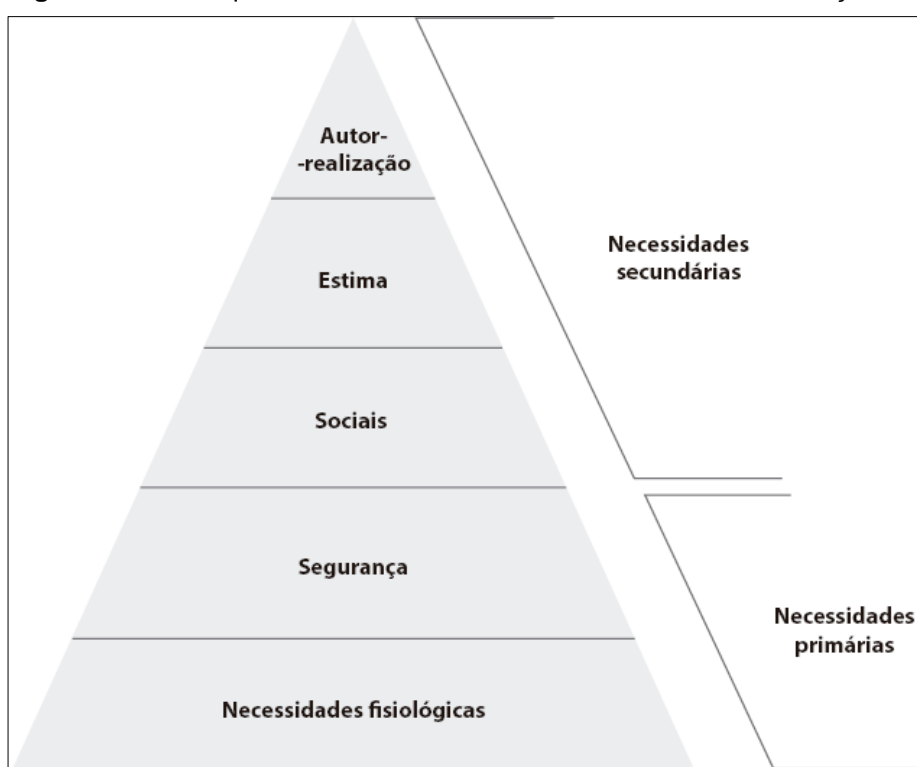 Autor-
-realização
Estima
Necessidades
secundárias
Sociais
Segurança
Necessidades
primárias
Necessidades fisiológicas